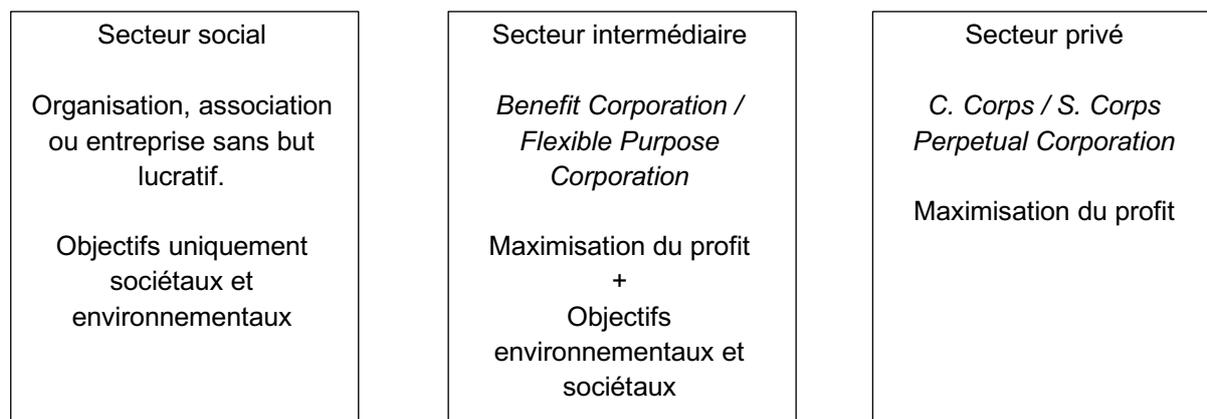 Secteur social
Organisation, association
ou entreprise sans but
lucratif.
Objectifs uniquement
sociétaux et
environnementaux
Secteur intermédiaire
Benefit Corporation /
Flexible Purpose
Corporation
Maximisation du profit
+
Objectifs
environnementaux et
sociétaux
Secteur privé
C. Corps / S. Corps
Perpetual Corporation
Maximisation du profit